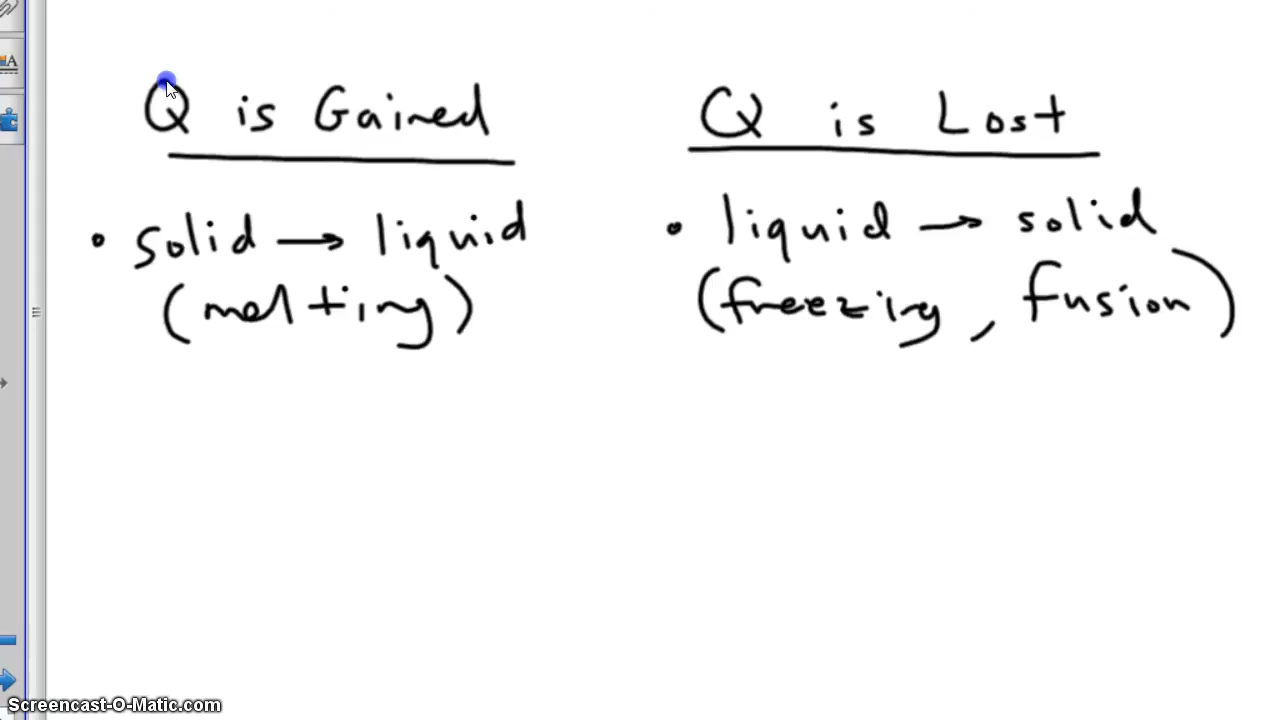 Q is Gained
• solid → liquid
(melting)
Q is Lost
• liquid → solid
(freezing, fusion)
Screencast-O-Matic.com